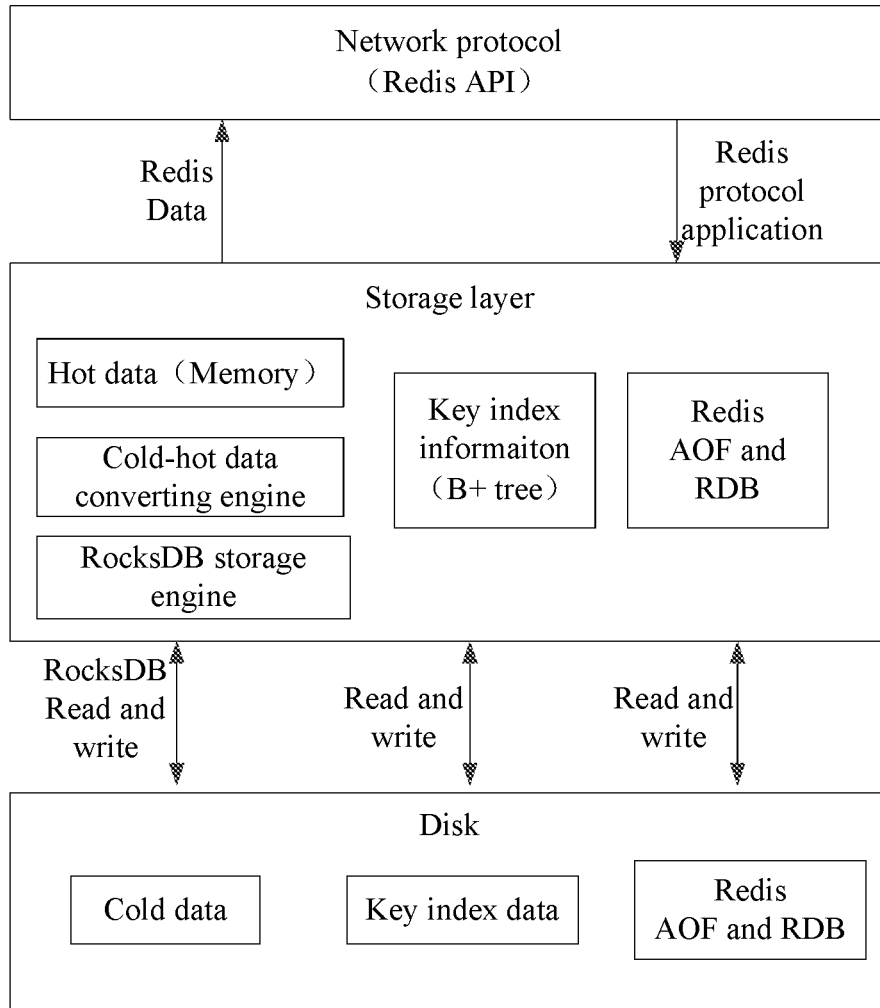 Network protocol
（Redis API）
Redis
Data
Redis
protocol
application
Storage layer
Hot data（Memory）
Cold-hot data
converting engine
RocksDB storage
engine
Key index
informaiton
（B+ tree）
Redis
AOF and
RDB
RocksDB
Read and
write
Read and
write
Read and
write
Disk
Cold data
Key index data
Redis
AOF and RDB